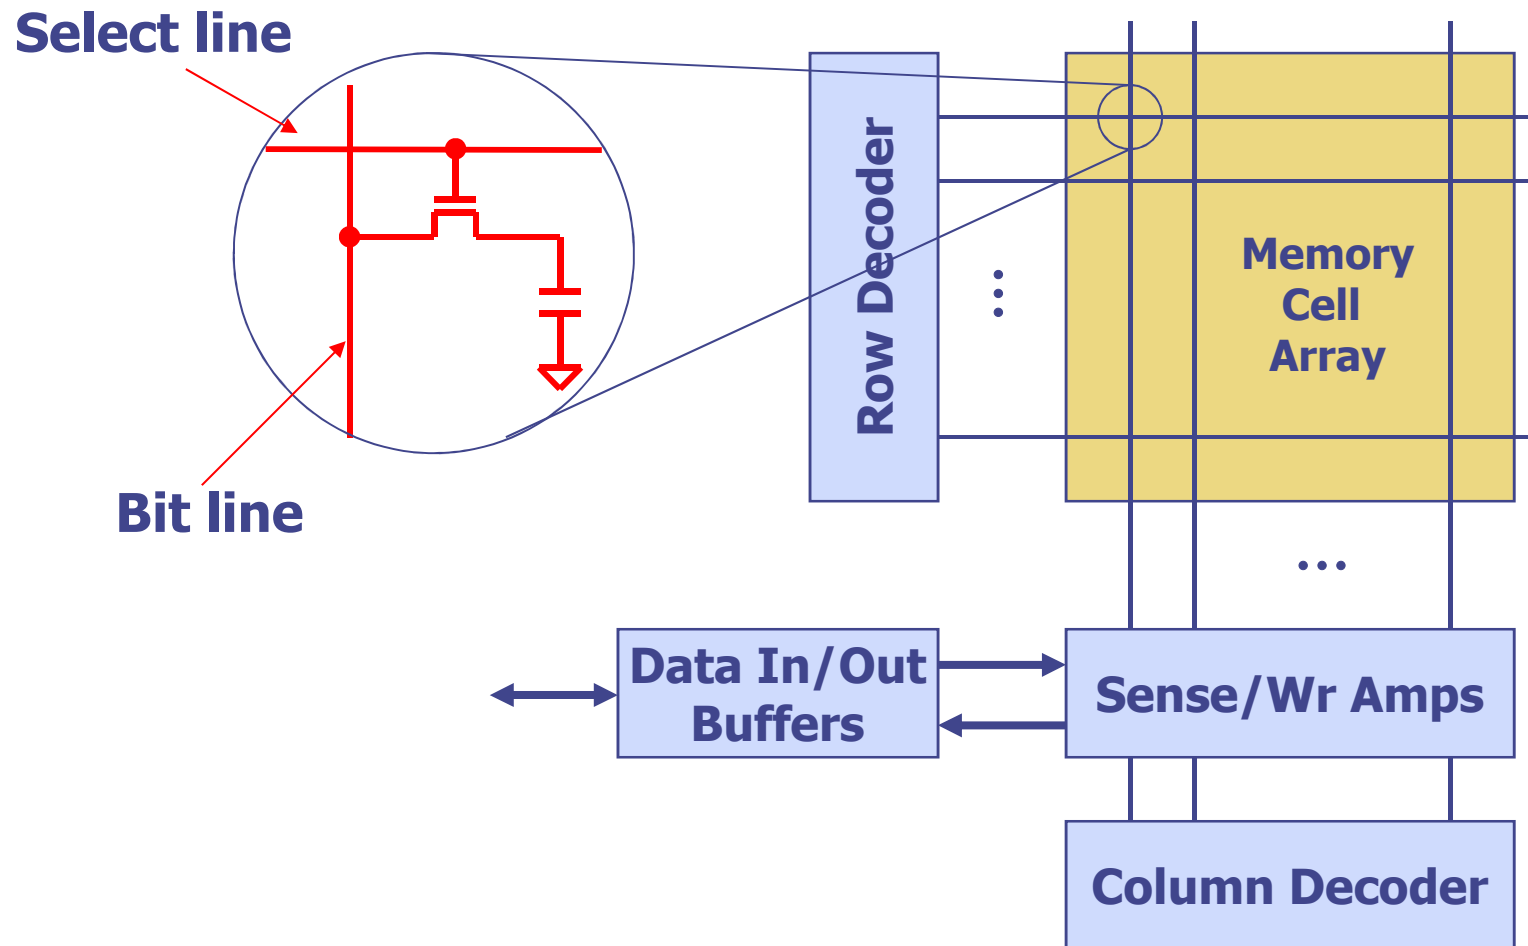 Select line
Bit line
Row Decoder
Memory
Cell
Array
Data In/Out
Buffers
Sense/Wr Amps
Column Decoder